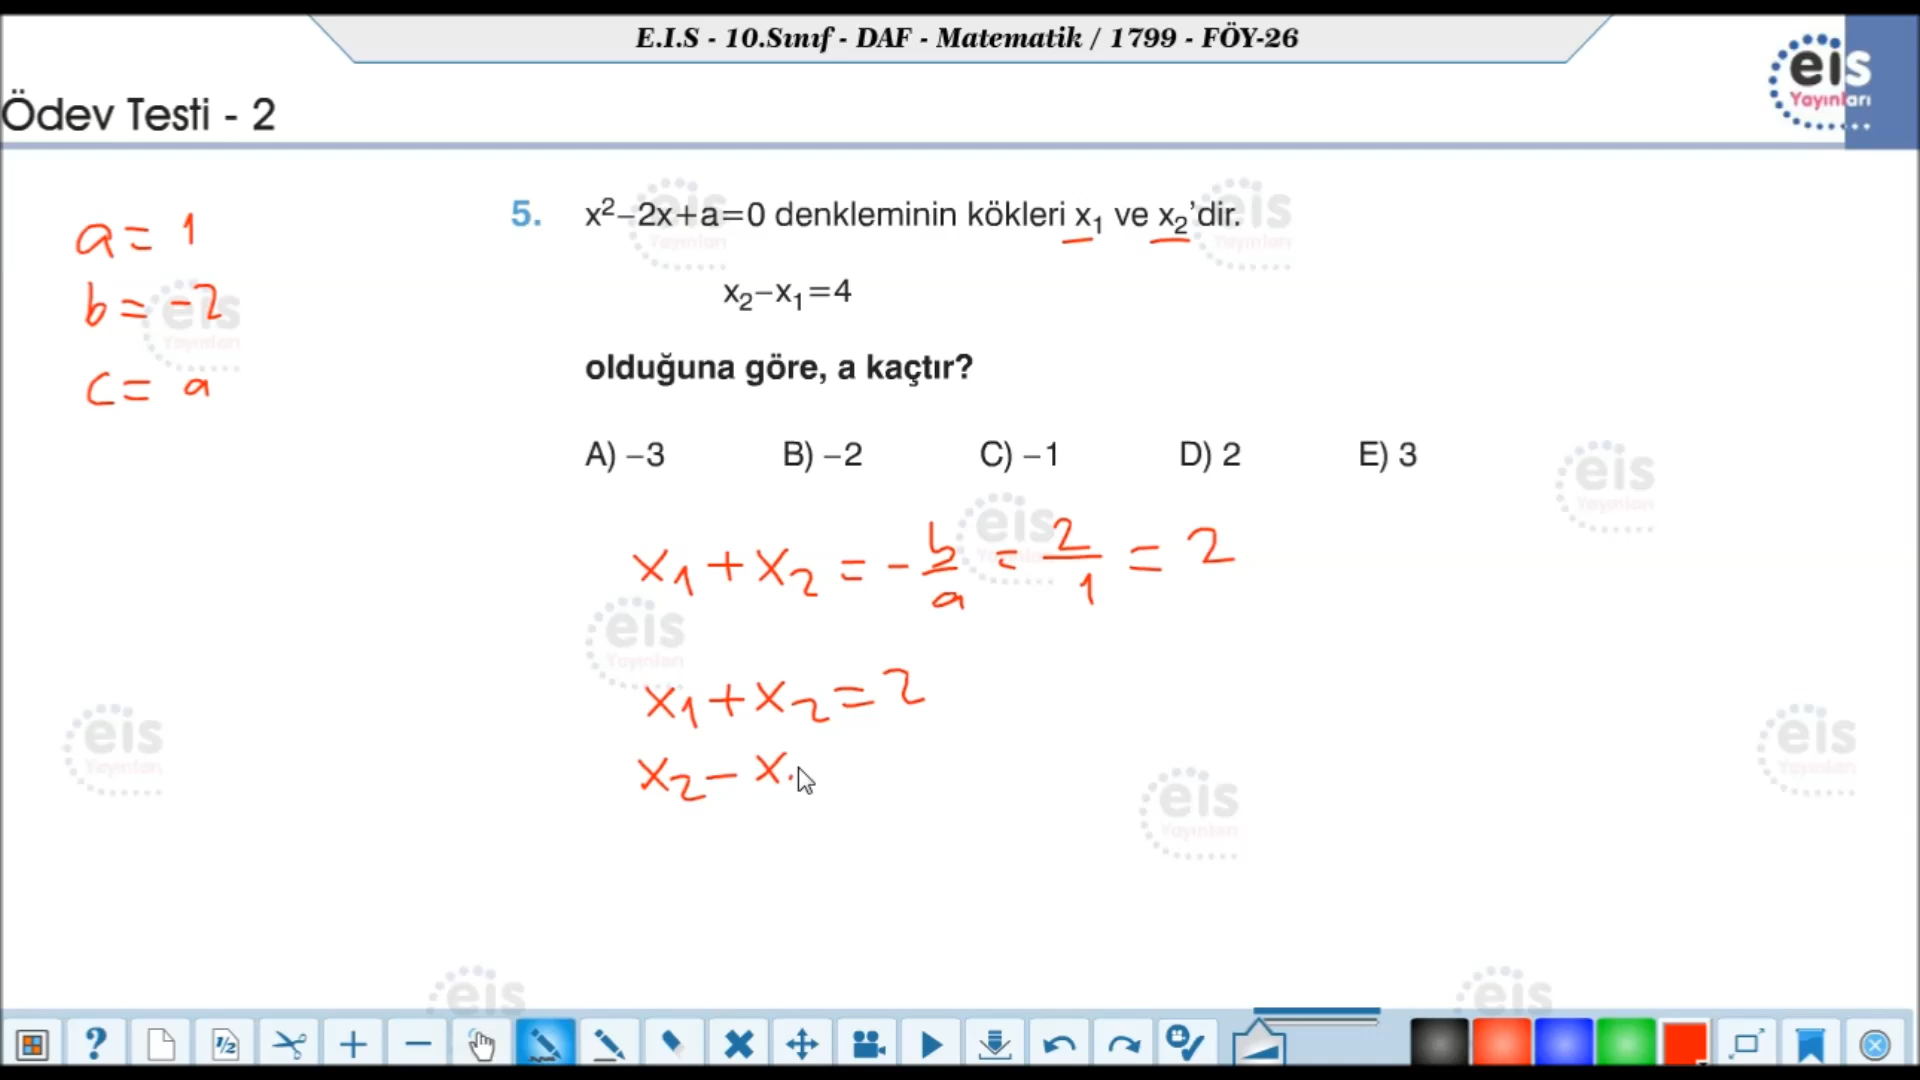 E.I.S - 10.Sınıf - DAF - Matematik / 1799 - FÖY-26
eis
Yayınları
Ödev Testi - 2
a = 1
b = -2
c = a
5. x²−2x+a=0 denkleminin kökleri x₁ ve x₂'dir.
x₂−x₁=4
olduğuna göre, a kaçtır?
A) −3 B) −2 C) −1 D) 2 E) 3
x₁ + x₂ = - b/a = 2/1 = 2
x₁ + x₂ = 2
x₂ - x